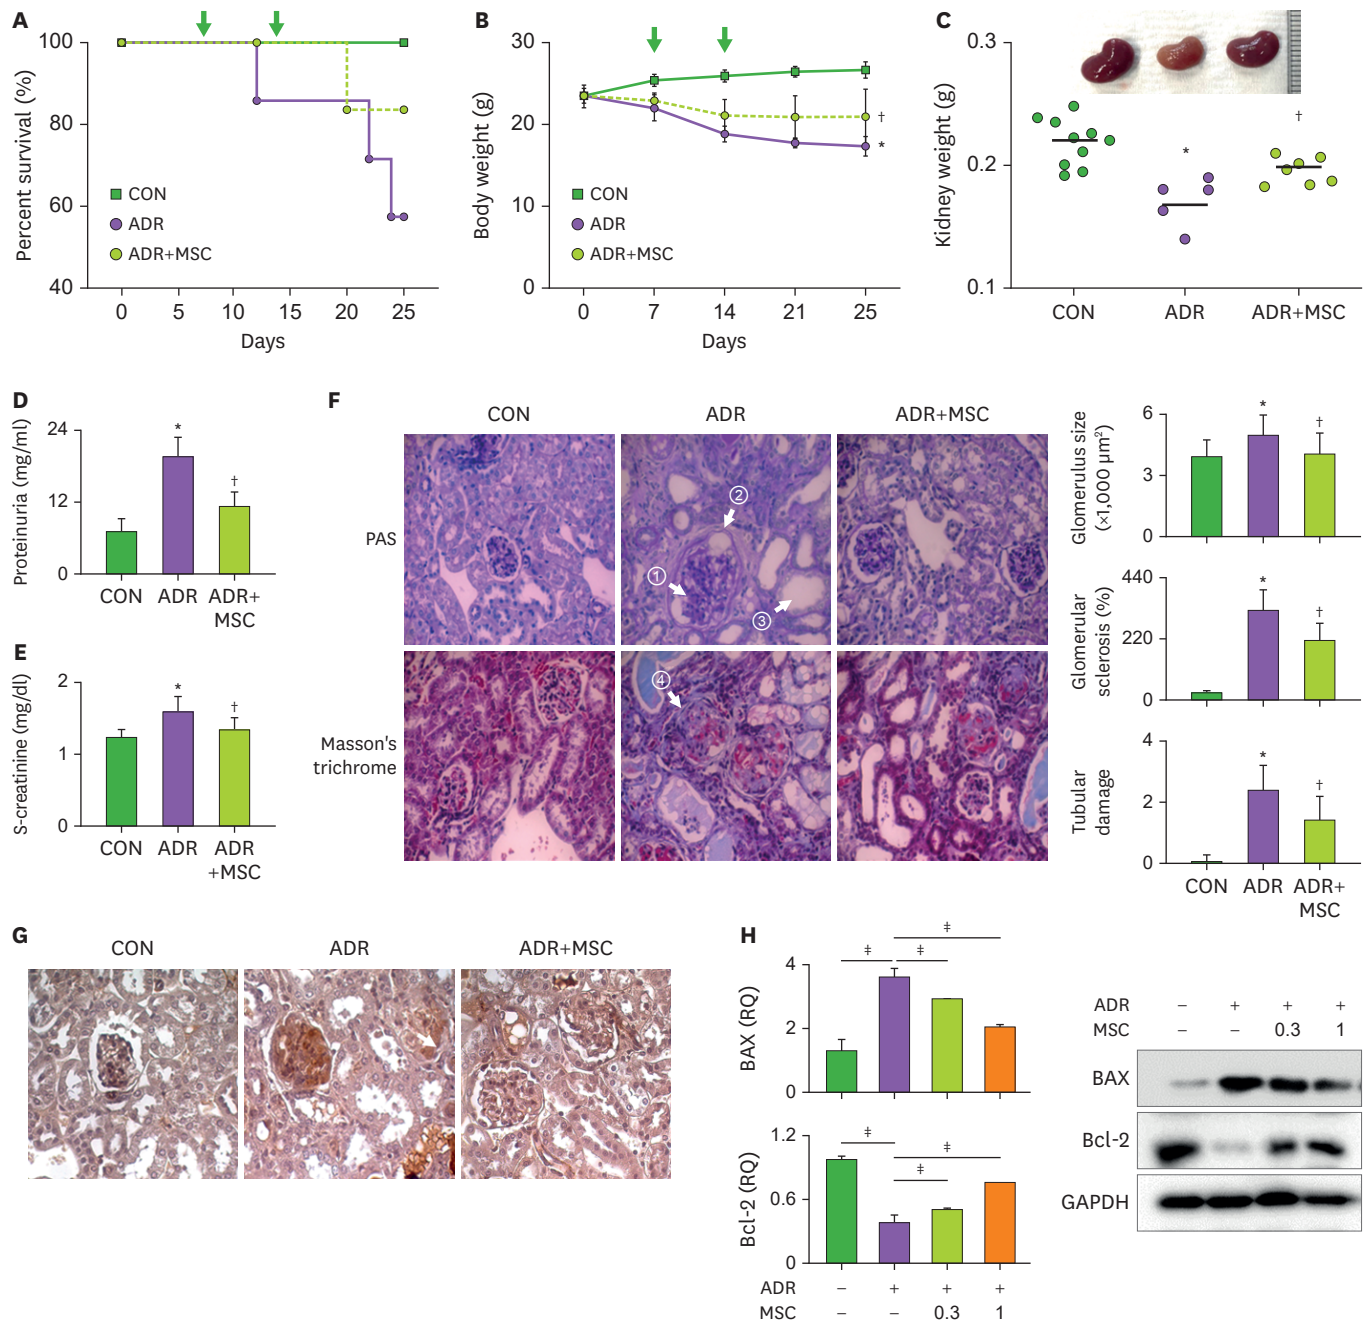 A
Percent survival (%)
100
80
60
40
CON
ADR
ADR+MSC
0 5 10 15 20 25
Days
B
Body weight (g)
30
20
10
0
†
*
CON
ADR
ADR+MSC
0 7 14 21 25
Days
C
Kidney weight (g)
0.3
0.2
0.1
*
†
CON ADR ADR+MSC
D
Proteinuria (mg/ml)
24
12
0
*
†
CON ADR ADR+
MSC
E
S-creatinine (mg/dl)
2
1
0
*
†
CON ADR ADR
+MSC
F
CON ADR ADR+MSC
PAS
②
①
③
Masson's
trichrome
④
Glomerulus size
(×1,000 μm²)
6
3
0
*
†
Glomerular
sclerosis (%)
440
220
0
*
†
Tubular
damage
4
2
0
*
†
CON ADR ADR+
MSC
G
CON ADR ADR+MSC
H
BAX (RQ)
4
2
0
‡
‡ ‡
Bcl-2 (RQ)
1.2
0.6
0
‡
‡
‡
ADR – + + +
MSC – – 0.3 1
ADR – + + +
MSC – – 0.3 1
BAX
Bcl-2
GAPDH